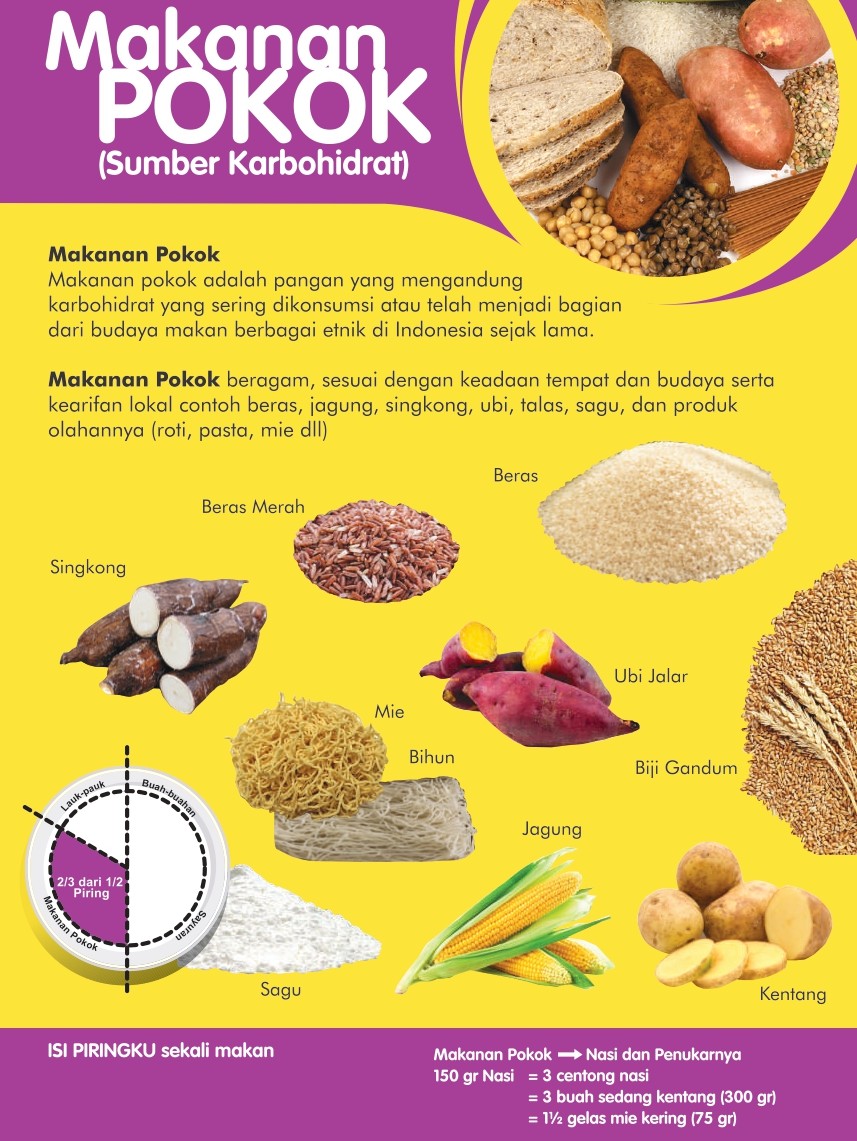 Makanan
POKOK
(Sumber Karbohidrat)
Makanan Pokok
Makanan pokok adalah pangan yang mengandung
karbohidrat yang sering dikonsumsi atau telah menjadi bagian
dari budaya makan berbagai etnik di Indonesia sejak lama.
Makanan Pokok beragam, sesuai dengan keadaan tempat dan budaya serta
kearifan lokal contoh beras, jagung, singkong, ubi, talas, sagu, dan produk
olahannya (roti, pasta, mie dll)
Beras
Beras Merah
Singkong
Ubi Jalar
Mie
Bihun
Biji Gandum
Jagung
Lauk-pauk
Buah-buahan
2/3 dari 1/2
Piring
Makanan Pokok
Sayuran
Sagu
Kentang
ISI PIRINGKU sekali makan
Makanan Pokok → Nasi dan Penukarnya
150 gr Nasi = 3 centong nasi
= 3 buah sedang kentang (300 gr)
= 1½ gelas mie kering (75 gr)